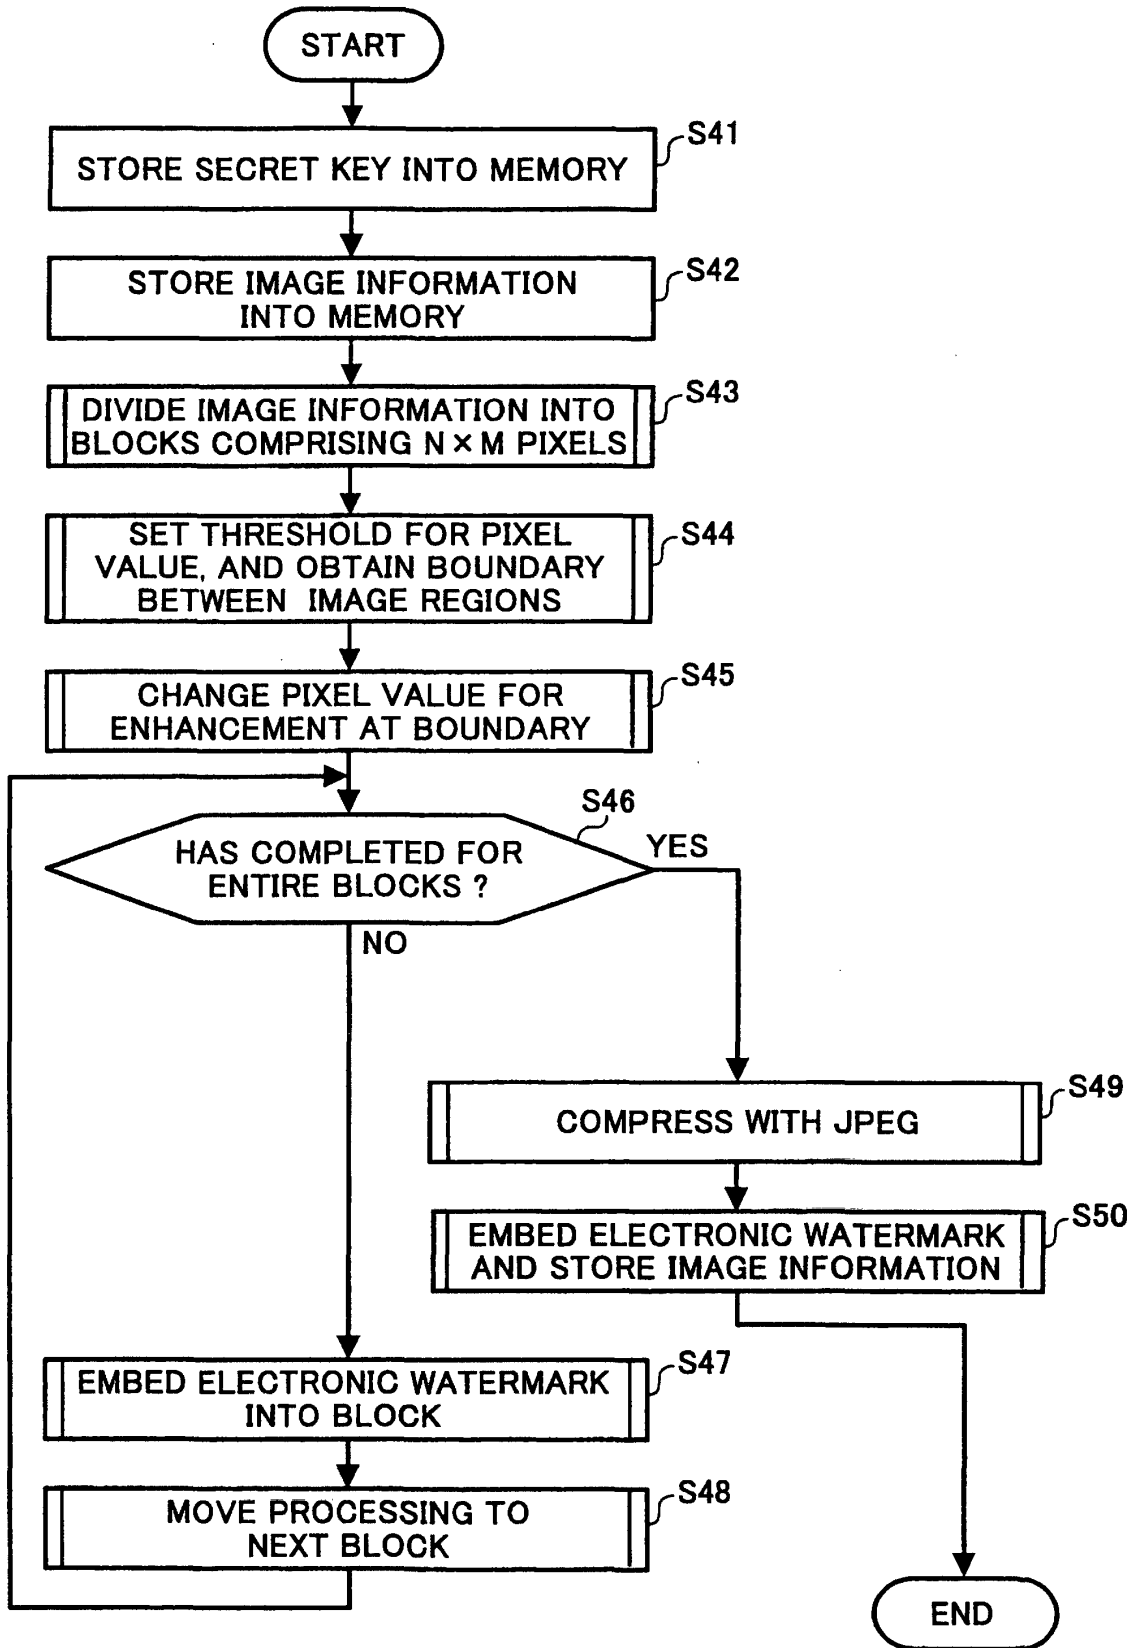 START
S41
STORE SECRET KEY INTO MEMORY
S42
STORE IMAGE INFORMATION
INTO MEMORY
S43
DIVIDE IMAGE INFORMATION INTO
BLOCKS COMPRISING N × M PIXELS
S44
SET THRESHOLD FOR PIXEL
VALUE, AND OBTAIN BOUNDARY
BETWEEN IMAGE REGIONS
S45
CHANGE PIXEL VALUE FOR
ENHANCEMENT AT BOUNDARY
S46
HAS COMPLETED FOR
ENTIRE BLOCKS ?
YES
NO
S49
COMPRESS WITH JPEG
S50
EMBED ELECTRONIC WATERMARK
AND STORE IMAGE INFORMATION
S47
EMBED ELECTRONIC WATERMARK
INTO BLOCK
S48
MOVE PROCESSING TO
NEXT BLOCK
END